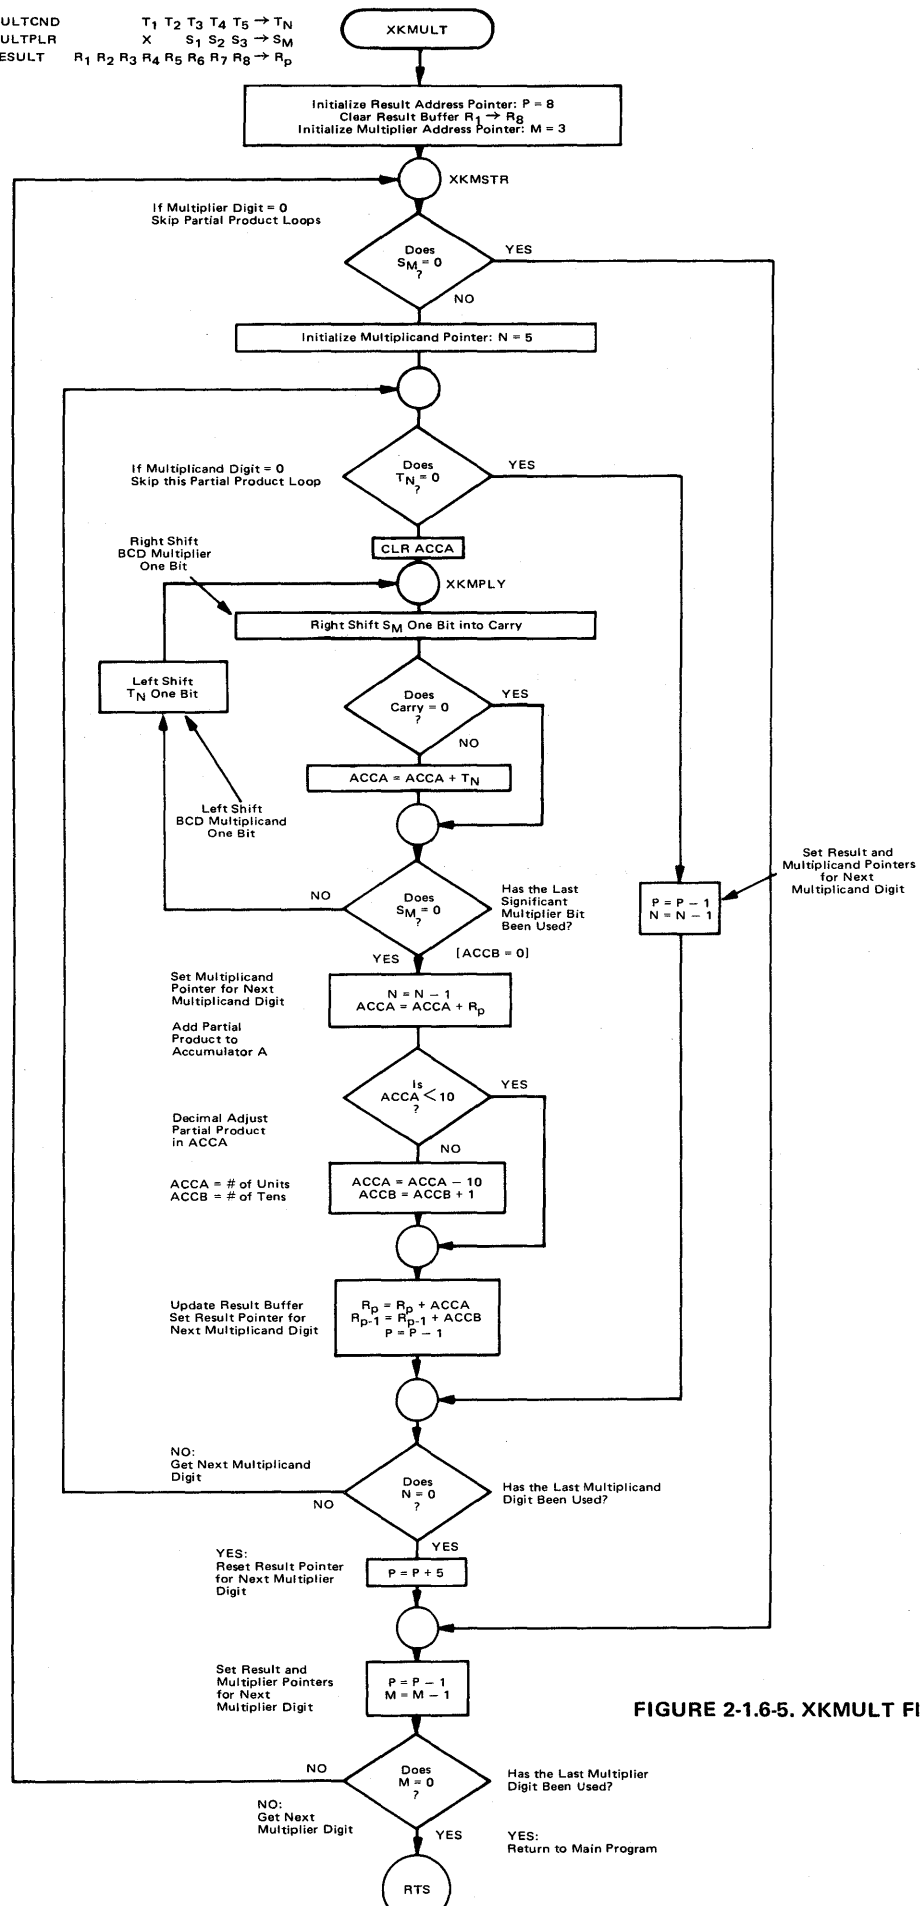 ULTCND T1 T2 T3 T4 T5 → TN
ULTPLR X S1 S2 S3 → SM
ESULT R1 R2 R3 R4 R5 R6 R7 R8 → Rp
XKMULT
Initialize Result Address Pointer: P = 8
Clear Result Buffer R1 → R8
Initialize Multiplier Address Pointer: M = 3
XKMSTR
If Multiplier Digit = 0
Skip Partial Product Loops
Does
SM = 0
?
YES
NO
Initialize Multiplicand Pointer: N = 5
If Multiplicand Digit = 0
Skip this Partial Product Loop
Does
TN = 0
?
YES
CLR ACCA
Right Shift
BCD Multiplier
One Bit
XKMPLY
Right Shift SM One Bit into Carry
Left Shift
TN One Bit
Does
Carry = 0
?
YES
NO
ACCA = ACCA + TN
Left Shift
BCD Multiplicand
One Bit
Set Result and
Multiplicand Pointers
for Next
Multiplicand Digit
P = P - 1
N = N - 1
NO
Does
SM = 0
?
Has the Last
Significant
Multiplier Bit
Been Used?
YES
[ACCB = 0]
Set Multiplicand
Pointer for Next
Multiplicand Digit
N = N - 1
ACCA = ACCA + Rp
Add Partial
Product to
Accumulator A
Is
ACCA < 10
?
YES
Decimal Adjust
Partial Product
in ACCA
NO
ACCA = # of Units
ACCB = # of Tens
ACCA = ACCA - 10
ACCB = ACCB + 1
Update Result Buffer
Set Result Pointer for
Next Multiplicand Digit
Rp = Rp + ACCA
Rp-1 = Rp-1 + ACCB
P = P - 1
NO:
Get Next Multiplicand
Digit
NO
Does
N = 0
?
Has the Last Multiplicand
Digit Been Used?
YES
YES:
Reset Result Pointer
for Next Multiplier
Digit
P = P + 5
Set Result and
Multiplier Pointers
for Next
Multiplier Digit
P = P - 1
M = M - 1
FIGURE 2-1.6-5. XKMULT Fl
NO
Does
M = 0
?
Has the Last Multiplier
Digit Been Used?
NO:
Get Next
Multiplier Digit
YES
YES:
Return to Main Program
RTS